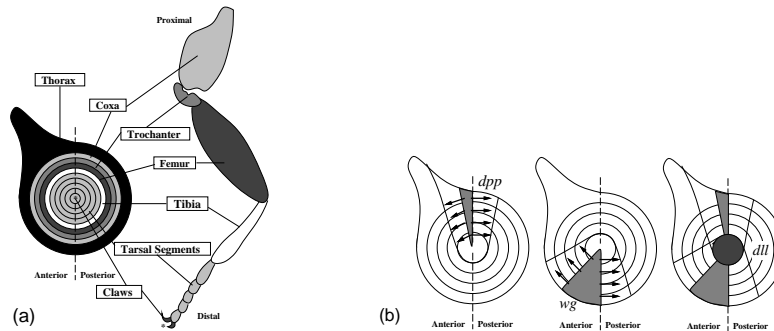 Proximal
Thorax
Coxa
Trochanter
Femur
Tibia
Tarsal Segments
Anterior
Posterior
Claws
*
Distal
(a)
dpp
wg
dll
Anterior
Posterior
Anterior
Posterior
Anterior
Posterior
(b)